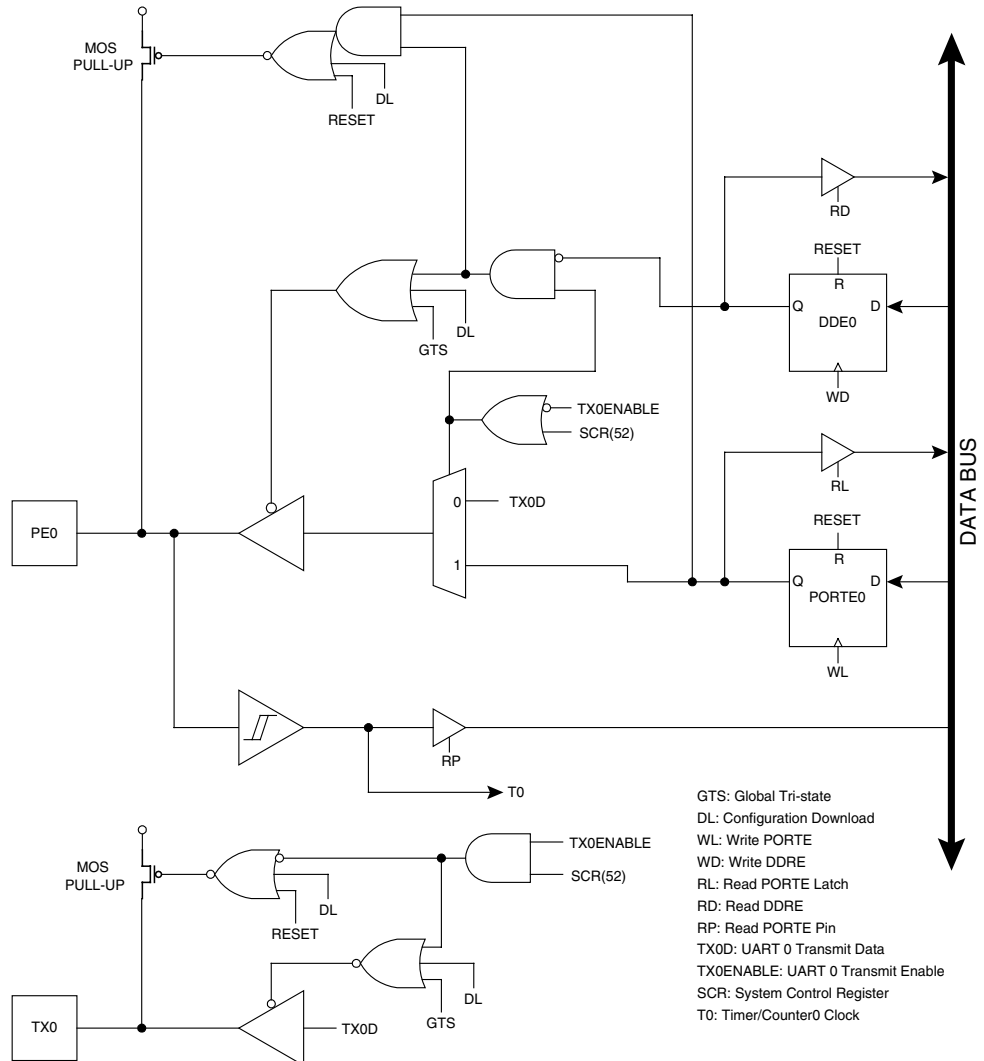 MOS
PULL-UP
DL
RESET
RD
RESET
R
Q
D
DDE0
WD
DL
GTS
TX0ENABLE
SCR(52)
RL
DATA BUS
0
TX0D
RESET
R
PE0
1
Q
D
PORTE0
WL
RP
T0
GTS: Global Tri-state
DL: Configuration Download
WL: Write PORTE
WD: Write DDRE
RL: Read PORTE Latch
RD: Read DDRE
RP: Read PORTE Pin
TX0D: UART 0 Transmit Data
TX0ENABLE: UART 0 Transmit Enable
SCR: System Control Register
T0: Timer/Counter0 Clock
MOS
PULL-UP
TX0ENABLE
SCR(52)
DL
RESET
DL
GTS
TX0
TX0D